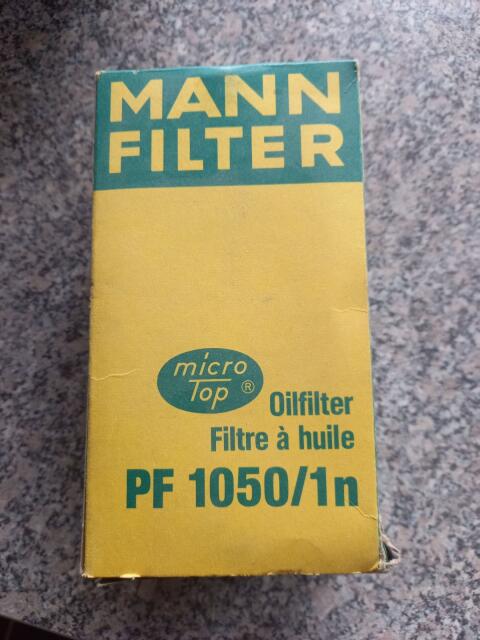 MANN
FILTER
micro
Top ®
Oilfilter
Filtre à huile
PF 1050/1n